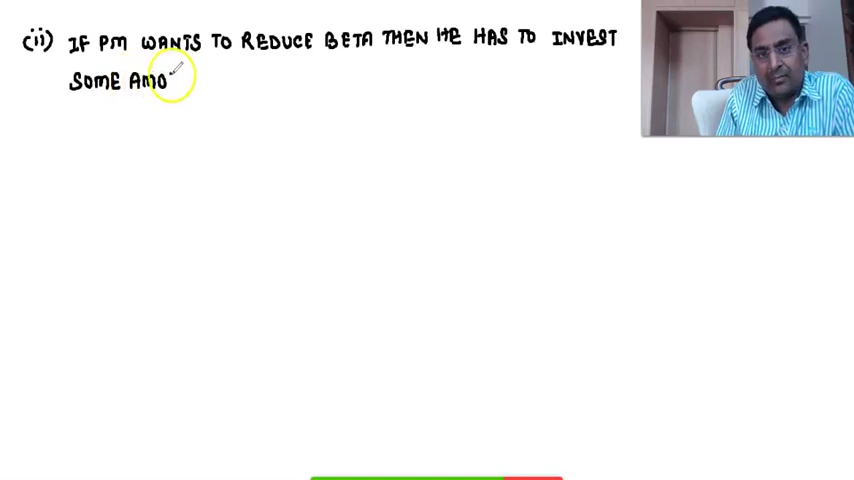 (ii) IF PM WANTS TO REDUCE BETA THEN HE HAS TO INVEST
SOME AMO